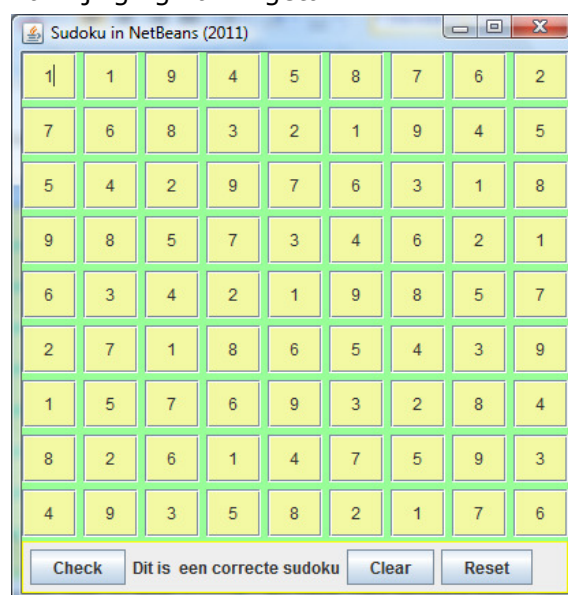 Sudoku in NetBeans (2011)
1 1 9 4 5 8 7 6 2
7 6 8 3 2 1 9 4 5
5 4 2 9 7 6 3 1 8
9 8 5 7 3 4 6 2 1
6 3 4 2 1 9 8 5 7
2 7 1 8 6 5 4 3 9
1 5 7 6 9 3 2 8 4
8 2 6 1 4 7 5 9 3
4 9 3 5 8 2 1 7 6
Check Dit is een correcte sudoku Clear Reset